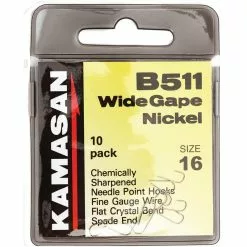 KAMASAN
B511
Wide Gape
Nickel
10
pack
SIZE
16
Chemically
Sharpened
Needle Point Hooks
Fine Gauge Wire
Flat Crystal Bend
Spade End